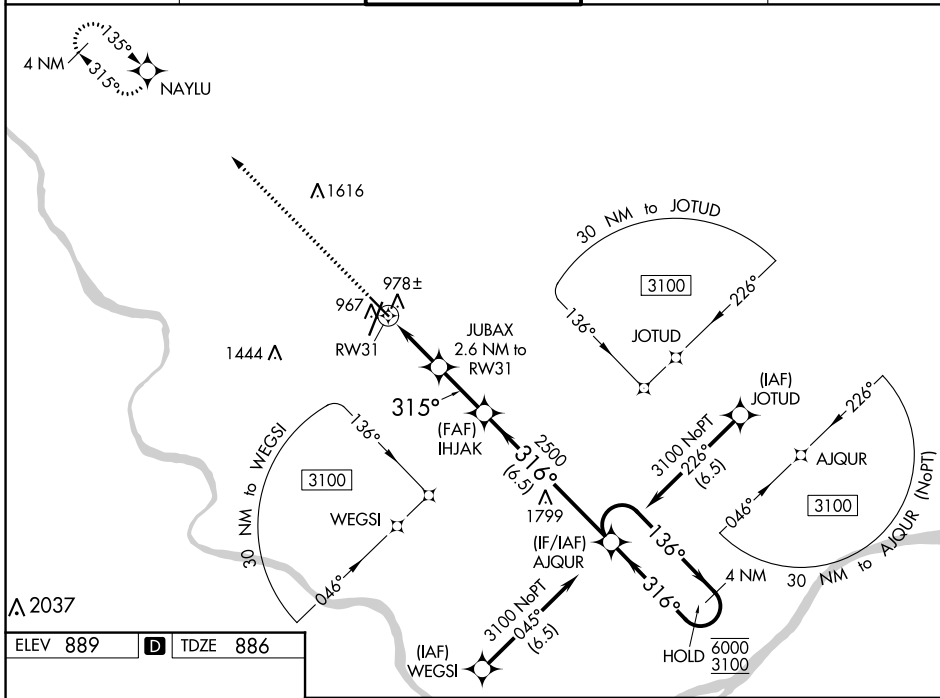 135°
4 NM
315°
NAYLU
1616
30 NM to JOTUD
3100
136°
226°
JOTUD
978±
967
RW31
JUBAX
2.6 NM to
RW31
1444
315°
(FAF)
IHJAK
2500
316°
(6.5)
1799
(IAF)
JOTUD
3100 NoPT
226°
(6.5)
30 NM to WEGSI
136°
3100
WEGSI
046°
226°
AJQUR
046°
3100
30 NM to AJQUR (NoPT)
(IF/IAF)
AJQUR
136°
316°
4 NM
HOLD
6000
3100
3100 NoPT
045°
(6.5)
(IAF)
WEGSI
2037
ELEV 889 D TDZE 886